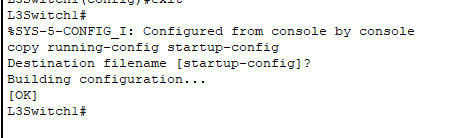 L3Switch1(config)#exit
L3Switch1#
%SYS-5-CONFIG_I: Configured from console by console
copy running-config startup-config
Destination filename [startup-config]?
Building configuration...
[OK]
L3Switch1#